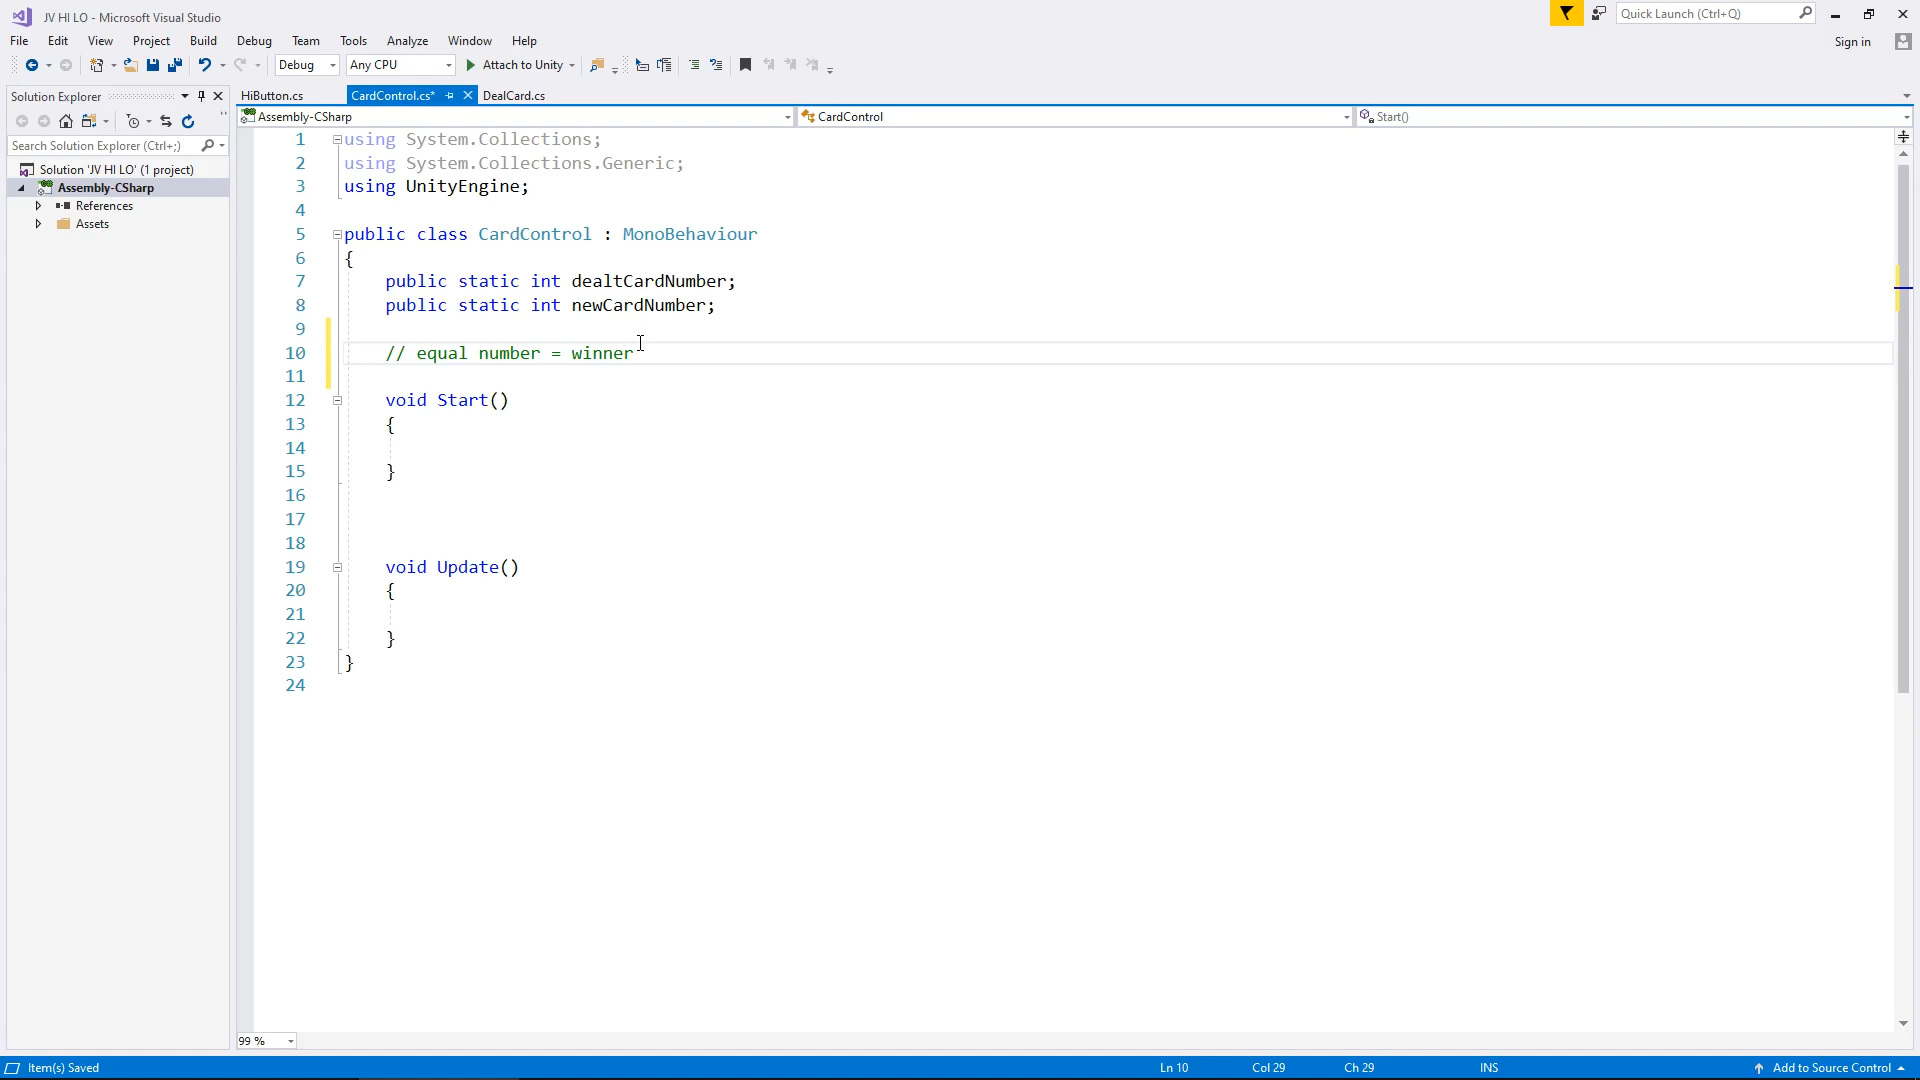 JV HI LO - Microsoft Visual Studio
Quick Launch (Ctrl+Q)
File Edit View Project Build Debug Team Tools Analyze Window Help
Sign in
Debug Any CPU Attach to Unity
Solution Explorer
HiButton.cs CardControl.cs* DealCard.cs
Assembly-CSharp CardControl Start()
Search Solution Explorer (Ctrl+;)
Solution 'JV HI LO' (1 project)
Assembly-CSharp
References
Assets
1 using System.Collections;
2 using System.Collections.Generic;
3 using UnityEngine;
4
5 public class CardControl : MonoBehaviour
6 {
7 public static int dealtCardNumber;
8 public static int newCardNumber;
9
10 // equal number = winner
11
12 void Start()
13 {
14
15 }
16
17
18
19 void Update()
20 {
21
22 }
23 }
24
99 %
Item(s) Saved Ln 10 Col 29 Ch 29 INS Add to Source Control